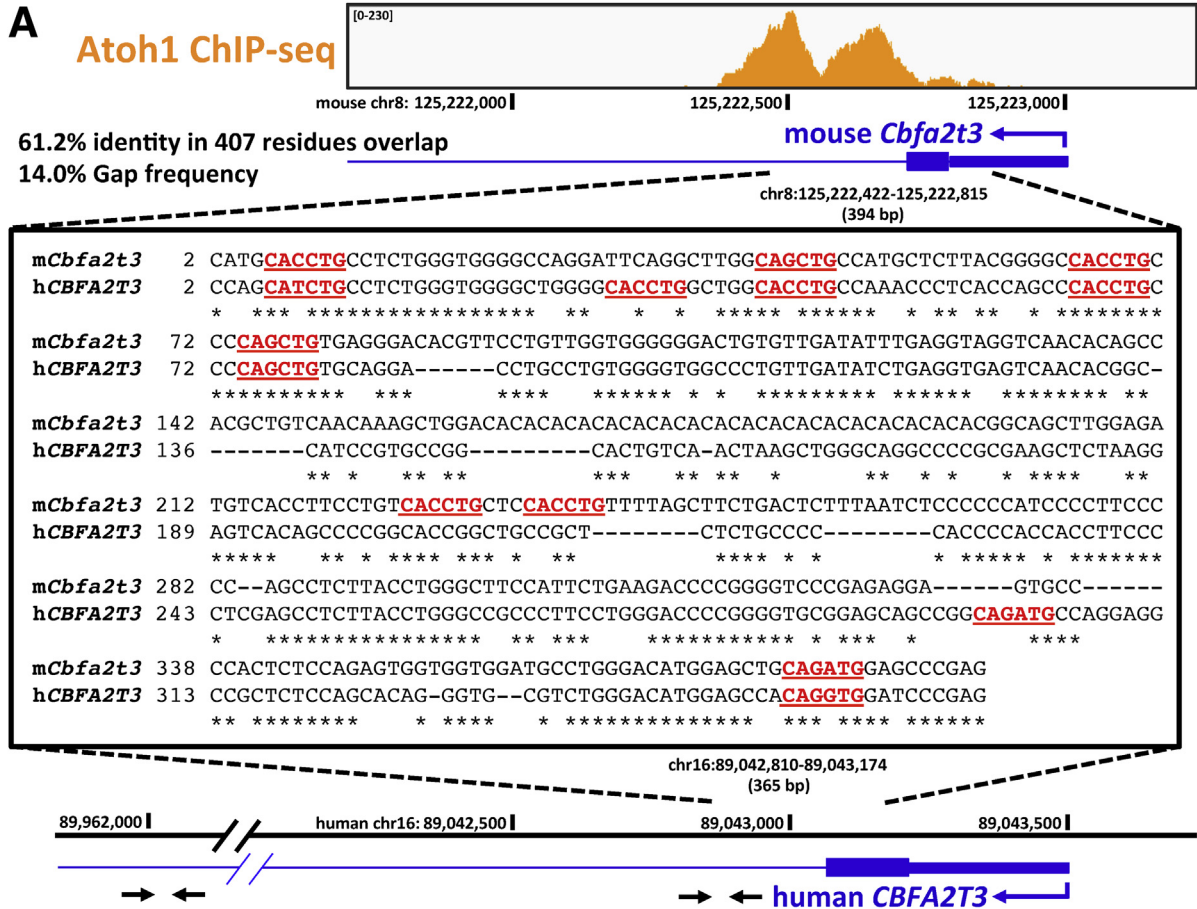 A
Atoh1 ChIP-seq
[0-230]
mouse chr8: 125,222,000 125,222,500 125,223,000
61.2% identity in 407 residues overlap
14.0% Gap frequency
mouse Cbfa2t3
chr8:125,222,422-125,222,815
(394 bp)
mCbfa2t3 2 CATGCACCTGCCTCTGGGTGGGGCCAGGATTCAGGCTTGGCAGCTGCCATGCTCTTACGGGGCCACCTGC
hCBFA2T3 2 CCAGCATCTGCCTCTGGGTGGGGCTGGGGCACCTGGCTGGCACCTGCCAAACCCTCACCAGCCCACCTGC
*  *** *****************  **    *  *   ***** ******   * **  * ********
mCbfa2t3 72 CCCAGCTGTGAGGGACACGTTCCTGTTGGTGGGGGGACTGTGTTGATATTTGAGGTAGGTCAACACAGCC
hCBFA2T3 72 CCCAGCTGTGCAGGA------CCTGCCTGTGGGGTGGCCCTGTTGATATCTGAGGTGAGTCAACACGGC-
**********  ***      ****   ****** * *  ********* ******  ******** **
mCbfa2t3 142 ACGCTGTCAACAAAGCTGGACACACACACACACACACACACACACACACACACACACGGCAGCTTGGAGA
hCBFA2T3 136 -------CATCCGTGCCGG---------CACTGTCA-ACTAAGCTGGGCAGGCCCCGCGAAGCTCTAAGG
** *   **  **         ***   ** **  *      **  * *   * ****   **
mCbfa2t3 212 TGTCACCTTCCTGTCACCTGCTCCACCTGTTTTAGCTTCTGACTCTTTAATCTCCCCCCATCCCCTTCCC
hCBFA2T3 189 AGTCACAGCCCCGGCACCGGCTGCCGCT--------CTCTGCCCC---------CACCCCACCACCTTCCC
*****   ** * **** *** *  **        **** * *         * ***** * *******
mCbfa2t3 282 CC--AGCCTCTTACCTGGGCTTCCATTCTGAAGACCCCGGGGTCCCGAGAGGA------GTGCC------
hCBFA2T3 243 CTCGAGCCTCTTACCTGGCCGCCCTTCCTGGGACCCCGGGGTGCGGAGCAGCCGGCAGATGCCAGGAGG
*   ****************  ** ***      *********** * ***  *         ****
mCbfa2t3 338 CCACTCTCCAGAGTGGTGGTGGATGCCTGGGACATGGAGCTGCAGATGGAGCCCGAG
hCBFA2T3 313 CCGCTCTCCAGCACAG-GGTG--CGTCTGGGACATGGAGCCACAGGTGGATCCCGAG
** ********    * ****   * **************  *** **** ******
chr16:89,042,810-89,043,174
(365 bp)
89,962,000 human chr16: 89,042,500 89,043,000 89,043,500
human CBFA2T3